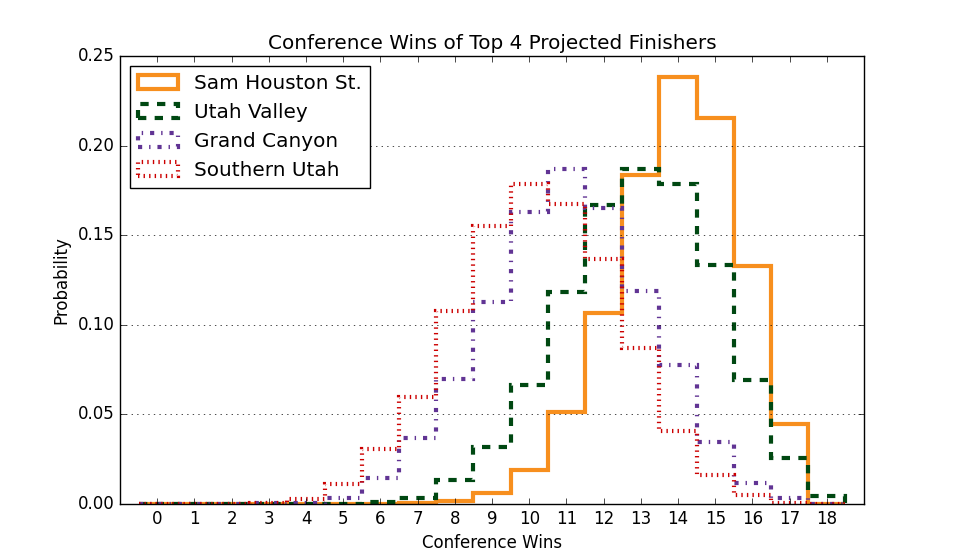 Conference Wins of Top 4 Projected Finishers
0.25
0.20
0.15
0.10
0.05
0.00
Probability
Sam Houston St.
Utah Valley
Grand Canyon
Southern Utah
0 1 2 3 4 5 6 7 8 9 10 11 12 13 14 15 16 17 18
Conference Wins